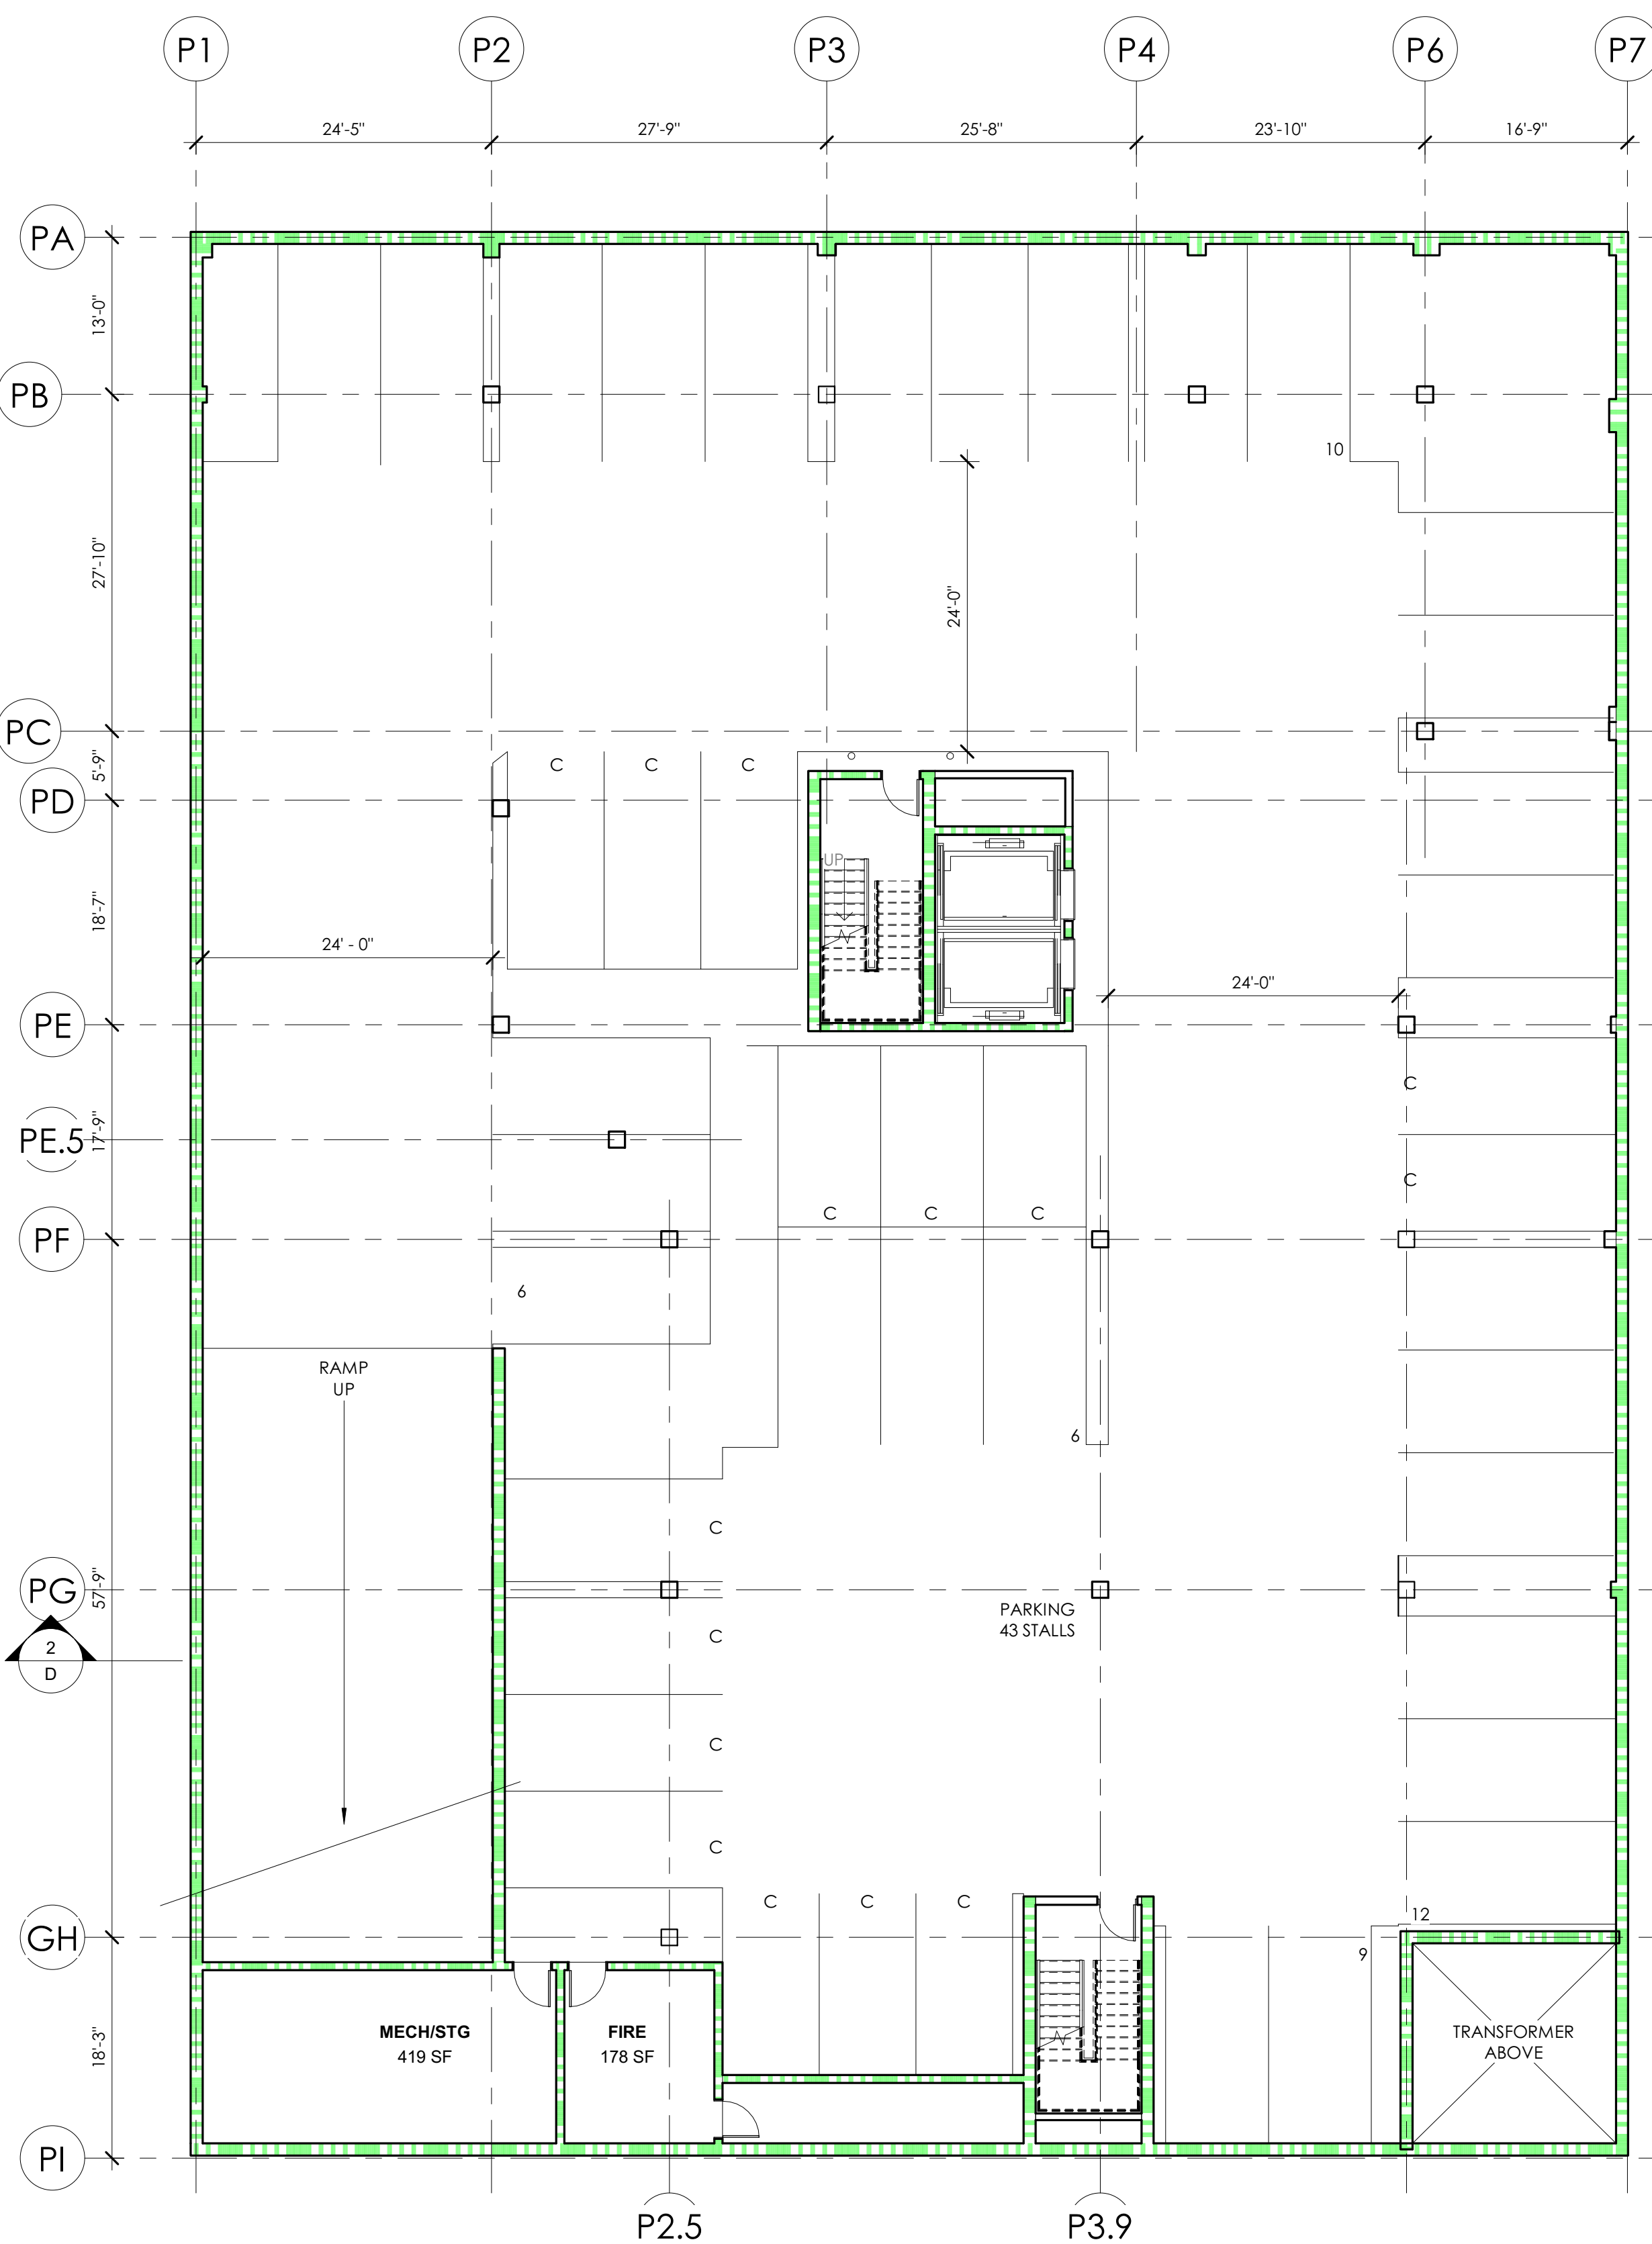 P1
P2
P3
P4
P6
P7
24'-5"
27'-9"
25'-8"
23'-10"
16'-9"
PA
13'-0"
PB
10
27'-10"
24'-0"
PC
5'-9"
C
C
C
PD
UP
18'-7"
24' - 0"
24'-0"
PE
C
PE.5
17'-9"
C
C
C
C
PF
6
RAMP
UP
6
C
PG
57'-9"
PARKING
43 STALLS
C
2
D
C
C
C
C
C
12
GH
9
MECH/STG
419 SF
FIRE
178 SF
TRANSFORMER
ABOVE
18'-3"
PI
P2.5
P3.9